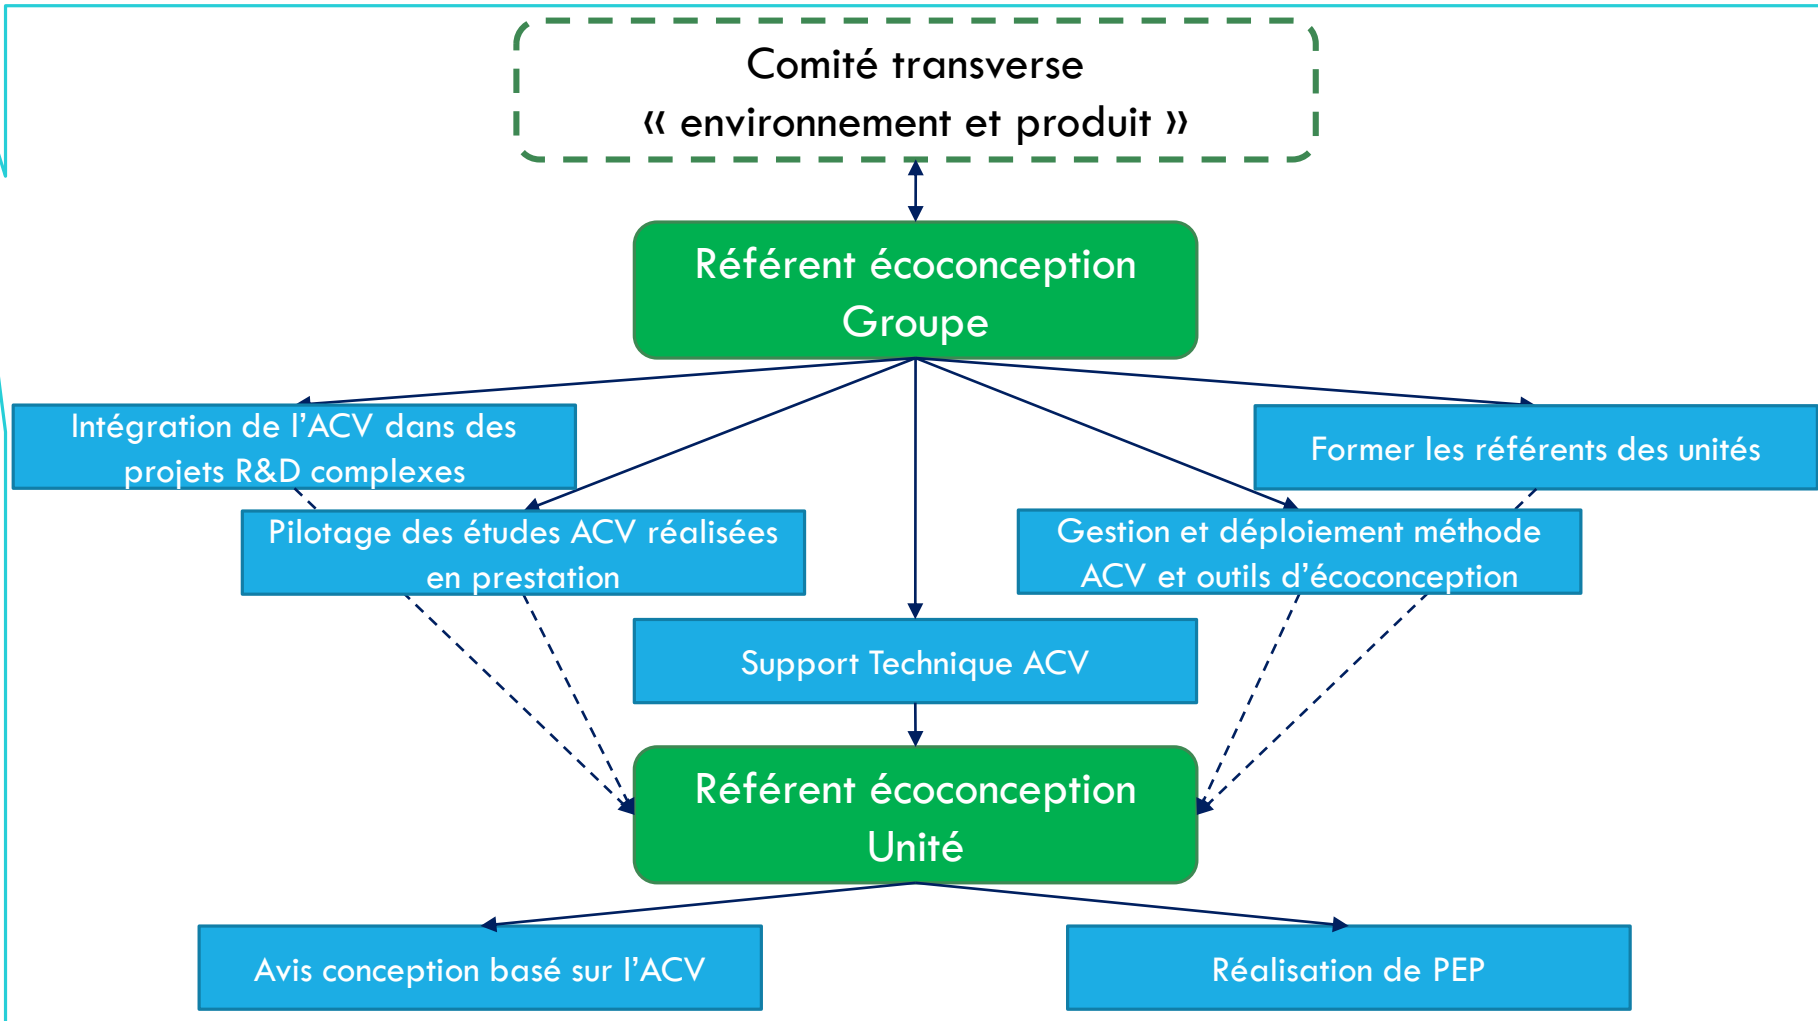 Comité transverse
« environnement et produit »
Référent écoconception
Groupe
Intégration de l’ACV dans des
projets R&D complexes
Former les référents des unités
Pilotage des études ACV réalisées
en prestation
Gestion et déploiement méthode
ACV et outils d’écoconception
Support Technique ACV
Référent écoconception
Unité
Avis conception basé sur l’ACV
Réalisation de PEP